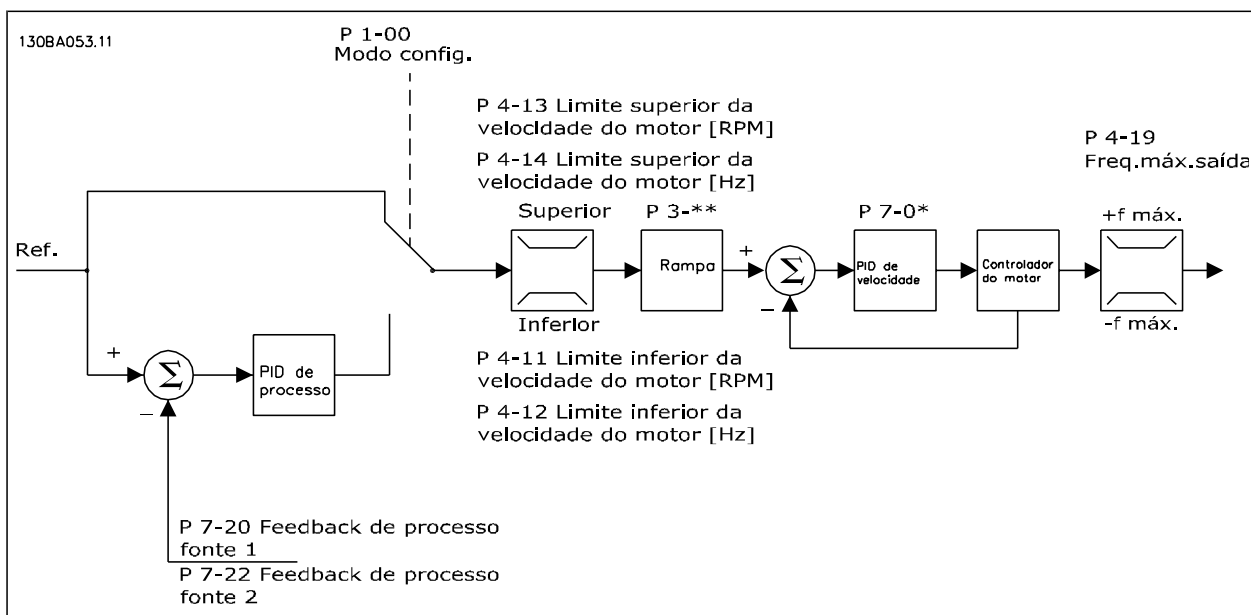 130BA053.11
P 1-00
Modo config.
P 4-13 Limite superior da
velocidade do motor [RPM]
P 4-14 Limite superior da
velocidade do motor [Hz]
P 4-19
Freq.máx.saída
Superior
P 3-**
P 7-0*
+f máx.
Ref.
Rampa
+
Σ
PID de
velocidade
Controlador
do motor
−
Inferior
-f máx.
+
Σ
PID de
processo
−
P 4-11 Limite inferior da
velocidade do motor [RPM]
P 4-12 Limite inferior da
velocidade do motor [Hz]
P 7-20 Feedback de processo
fonte 1
P 7-22 Feedback de processo
fonte 2